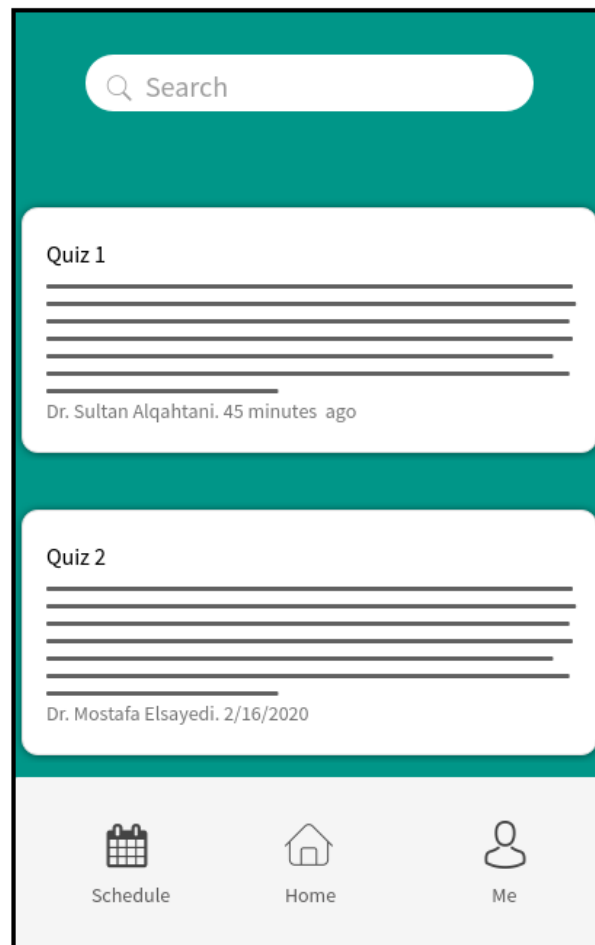 Search
Quiz 1
Dr. Sultan Alqahtani. 45 minutes  ago
Quiz 2
Dr. Mostafa Elsayedi. 2/16/2020
Schedule
Home
Me